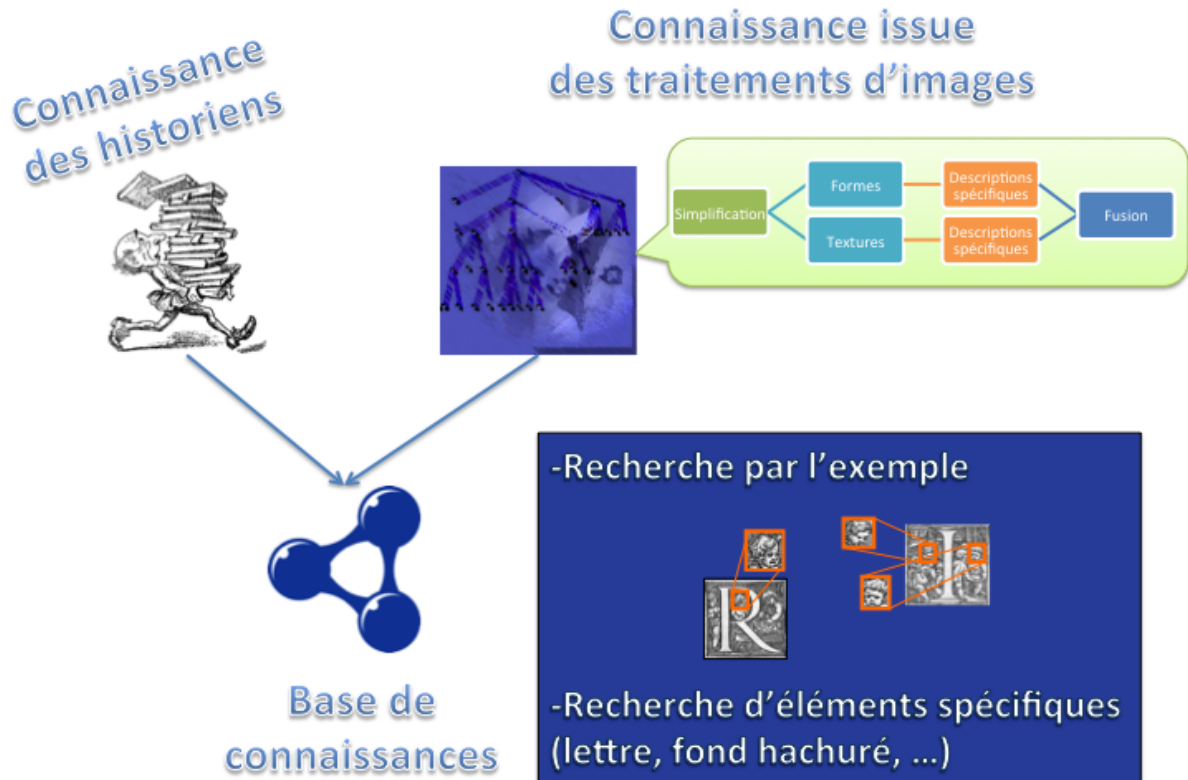 Connaissance
des historiens
Connaissance issue
des traitements d'images
Simplification
Formes
Textures
Descriptions
spécifiques
Descriptions
spécifiques
Fusion
Base de
connaissances
-Recherche par l'exemple
R
I
-Recherche d'éléments spécifiques
(lettre, fond hachuré, ...)